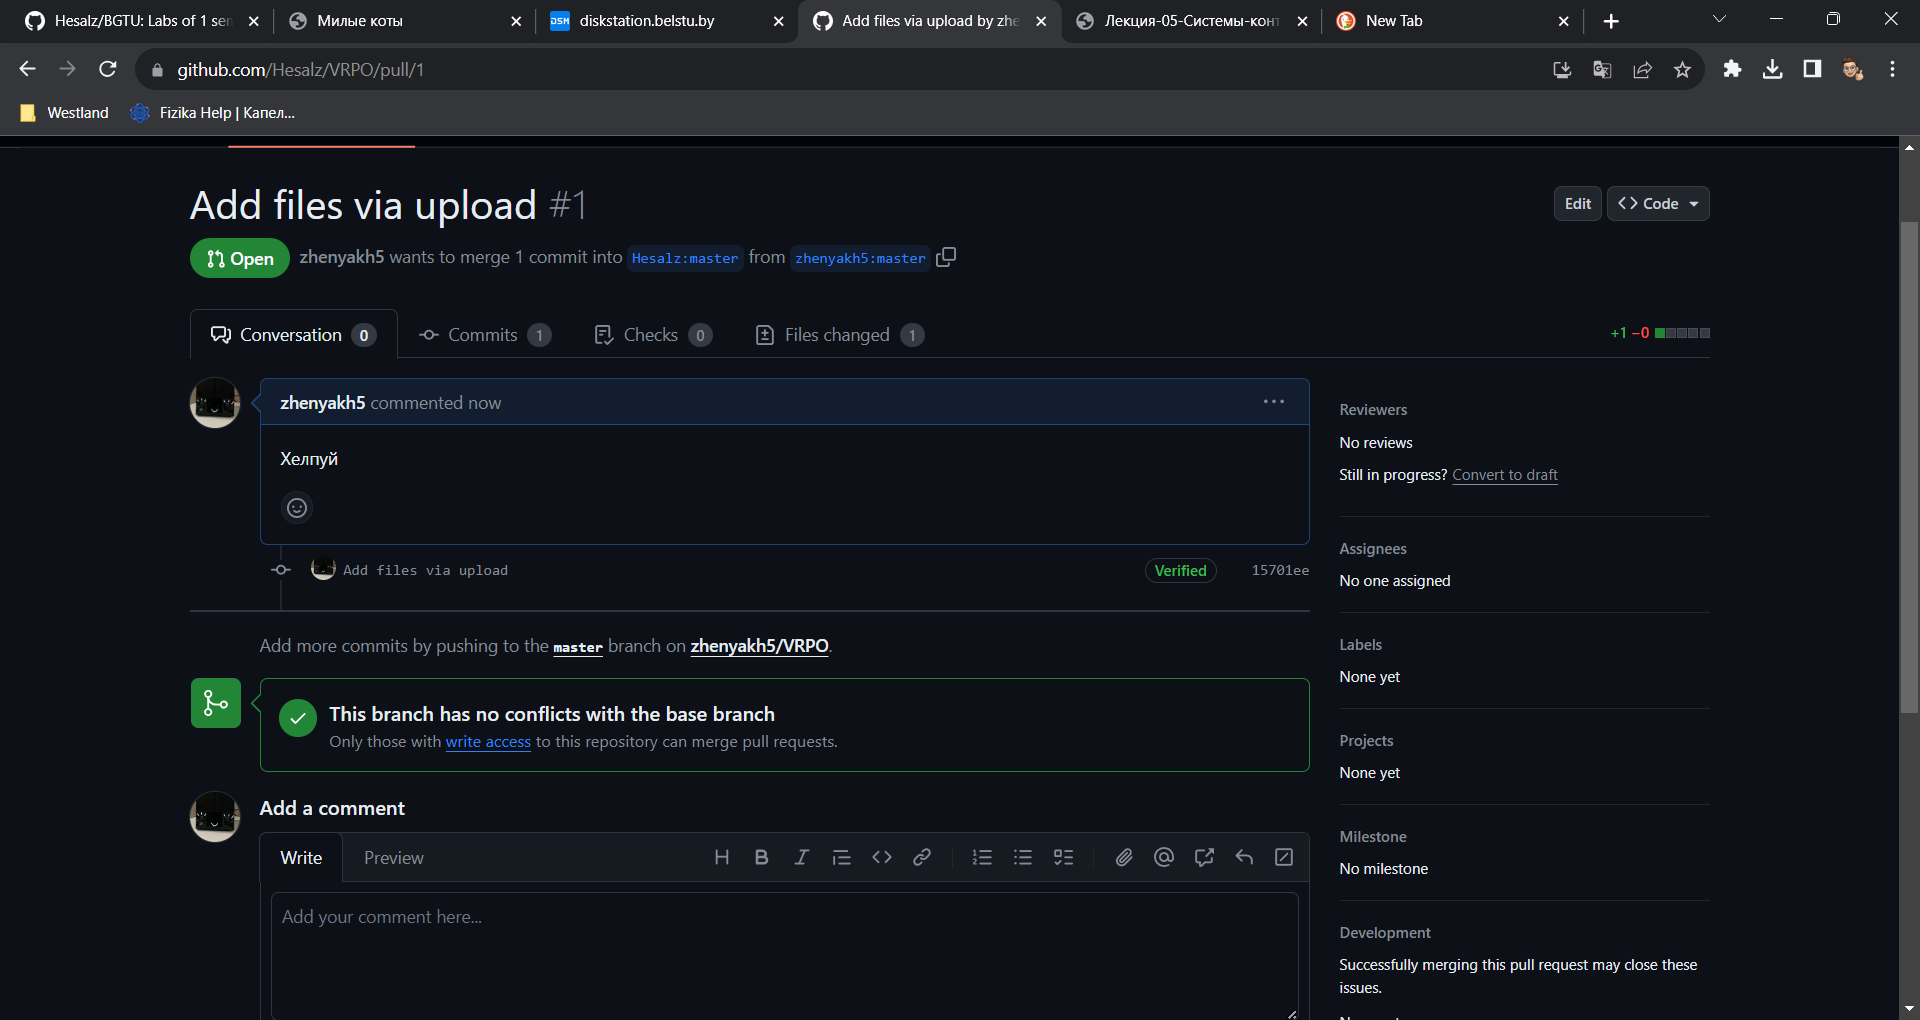 Hesalz/BGTU: Labs of 1 sem
Милые коты
DSM diskstation.belstu.by
Add files via upload by zhe
Лекция-05-Системы-конт
New Tab
github.com/Hesalz/VRPO/pull/1
Westland
Fizika Help | Капел...
Add files via upload #1
Edit
<> Code
Open
zhenyakh5 wants to merge 1 commit into Hesalz:master from zhenyakh5:master
Conversation 0
Commits 1
Checks 0
Files changed 1
+1 −0
zhenyakh5 commented now
Хелпуй
Add files via upload
Verified
15701ee
Add more commits by pushing to the master branch on zhenyakh5/VRPO.
This branch has no conflicts with the base branch
Only those with write access to this repository can merge pull requests.
Add a comment
Write
Preview
Add your comment here...
Reviewers
No reviews
Still in progress? Convert to draft
Assignees
No one assigned
Labels
None yet
Projects
None yet
Milestone
No milestone
Development
Successfully merging this pull request may close these
issues.